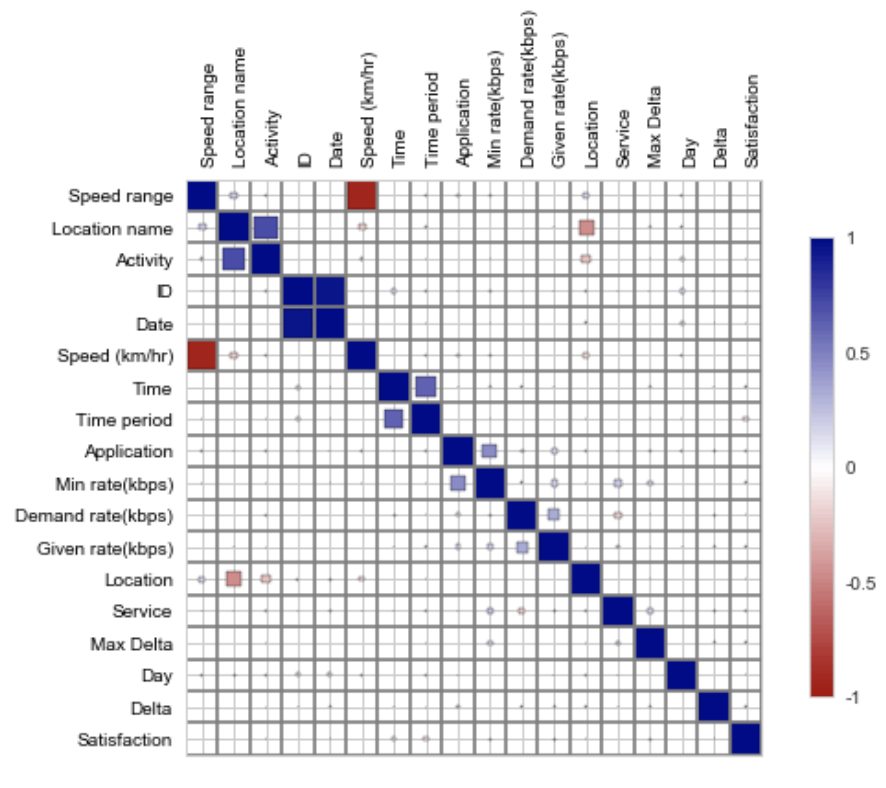 Speed range
Location name
Activity
ID
Date
Speed (km/hr)
Time
Time period
Application
Min rate(kbps)
Demand rate(kbps)
Given rate(kbps)
Location
Service
Max Delta
Day
Delta
Satisfaction
Speed range
Location name
Activity
ID
Date
Speed (km/hr)
Time
Time period
Application
Min rate(kbps)
Demand rate(kbps)
Given rate(kbps)
Location
Service
Max Delta
Day
Delta
Satisfaction
1
0.5
0
-0.5
-1